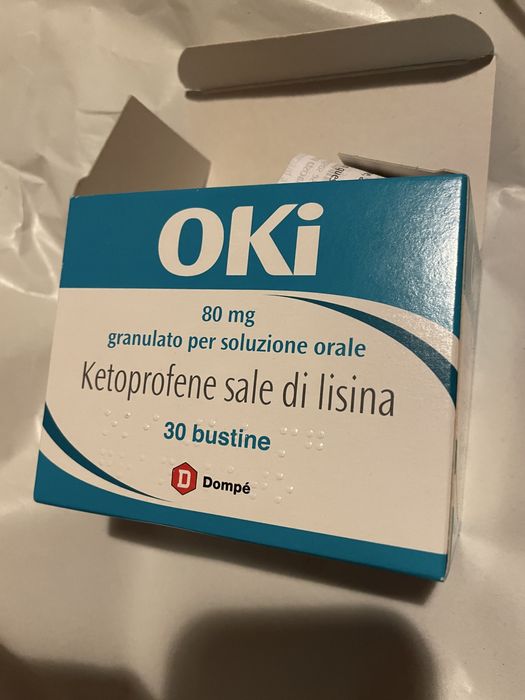 OKi
80 mg
granulato per soluzione orale
Ketoprofene sale di lisina
30 bustine
D Dompé